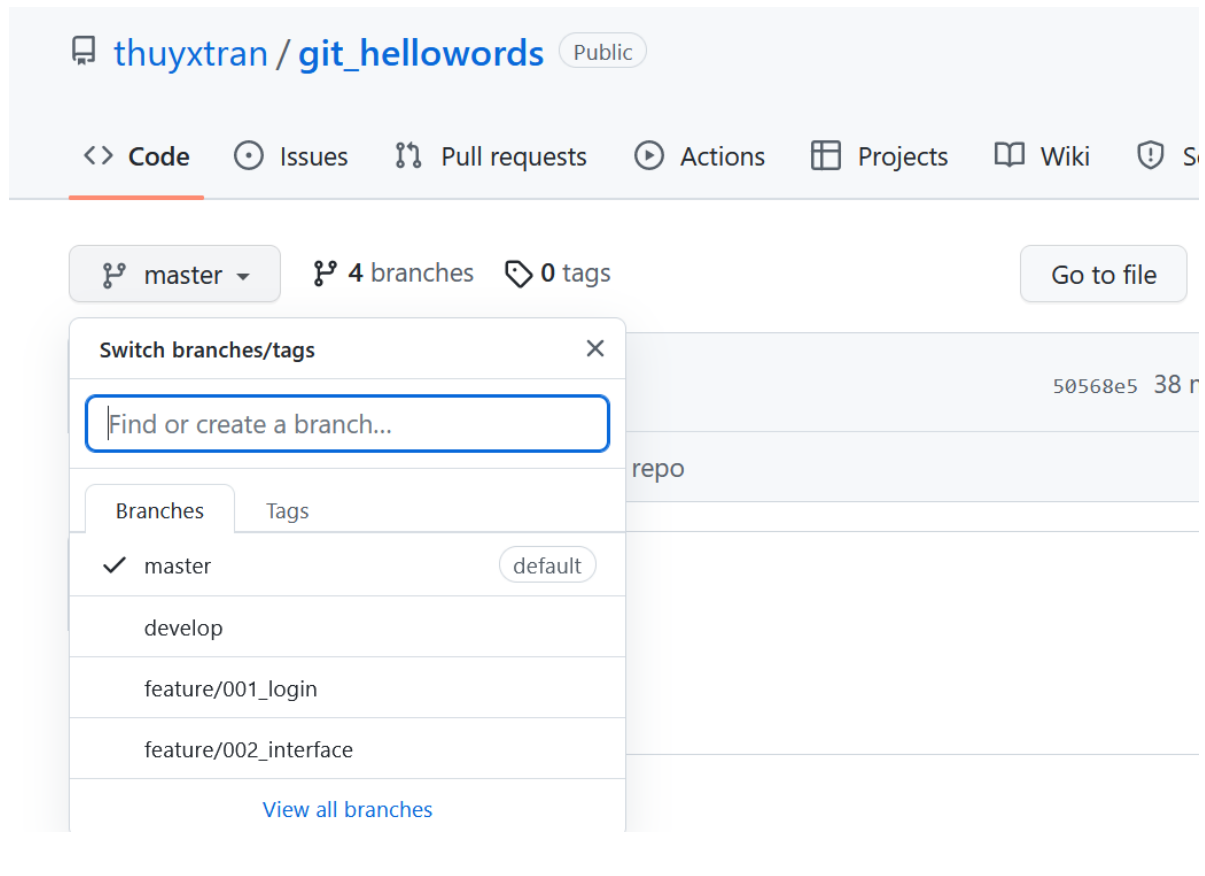 thuyxtran / git_hellowords Public
<> Code Issues Pull requests Actions Projects Wiki
master 4 branches 0 tags Go to file
Switch branches/tags
50568e5 38
Find or create a branch...
repo
Branches Tags
master default
develop
feature/001_login
feature/002_interface
View all branches